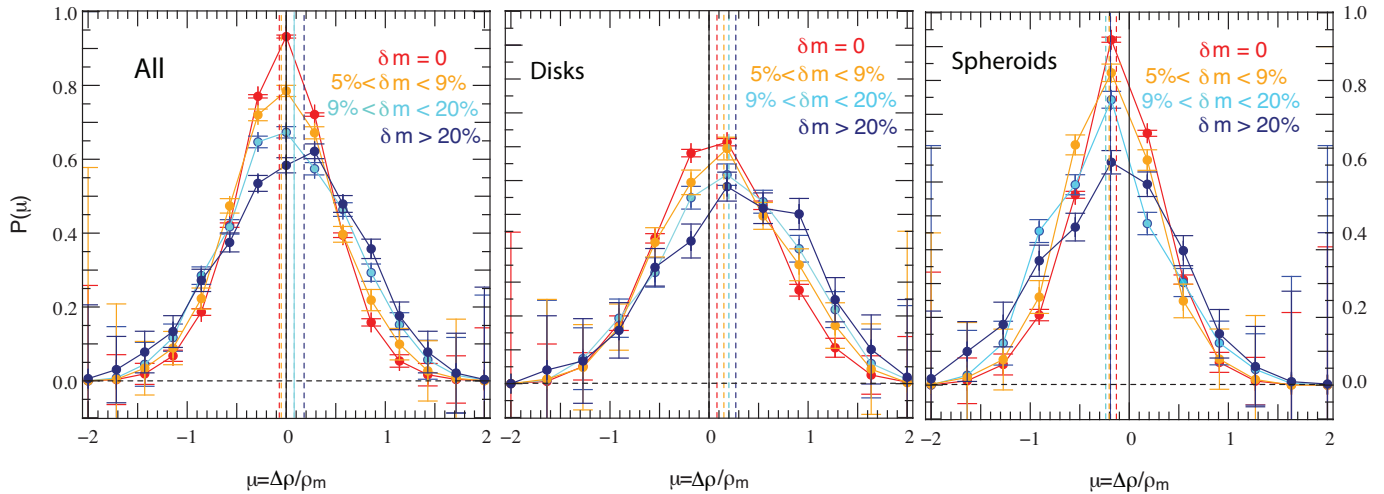 All
δm = 0
5% < δm < 9%
9% < δm < 20%
δm > 20%
P(μ)
1.0
0.8
0.6
0.4
0.2
0.0
-2 -1 0 1 2
μ=Δρ/ρm
Disks
δm = 0
5% < δm < 9%
9% < δm < 20%
δm > 20%
-2 -1 0 1 2
μ=Δρ/ρm
Spheroids
δm = 0
5% < δm < 9%
9% < δm < 20%
δm > 20%
1.0
0.8
0.6
0.4
0.2
0.0
-2 -1 0 1 2
μ=Δρ/ρm